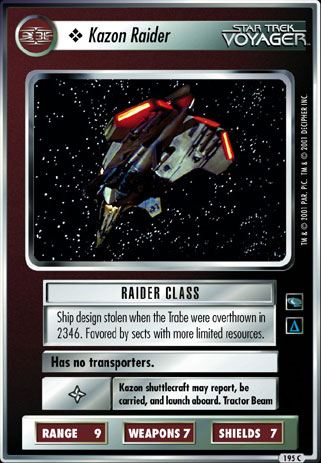 ❖ Kazon Raider
STAR TREK
VOYAGER™
™ & © 2001 PAR. PIC. TM & © 2001 DECIPHER INC.
RAIDER CLASS
Ship design stolen when the Trabe were overthrown in
2346. Favored by sects with more limited resources.
Has no transporters.
Kazon shuttlecraft may report, be
carried, and launch aboard. Tractor Beam
RANGE 9 WEAPONS 7 SHIELDS 7
195 C